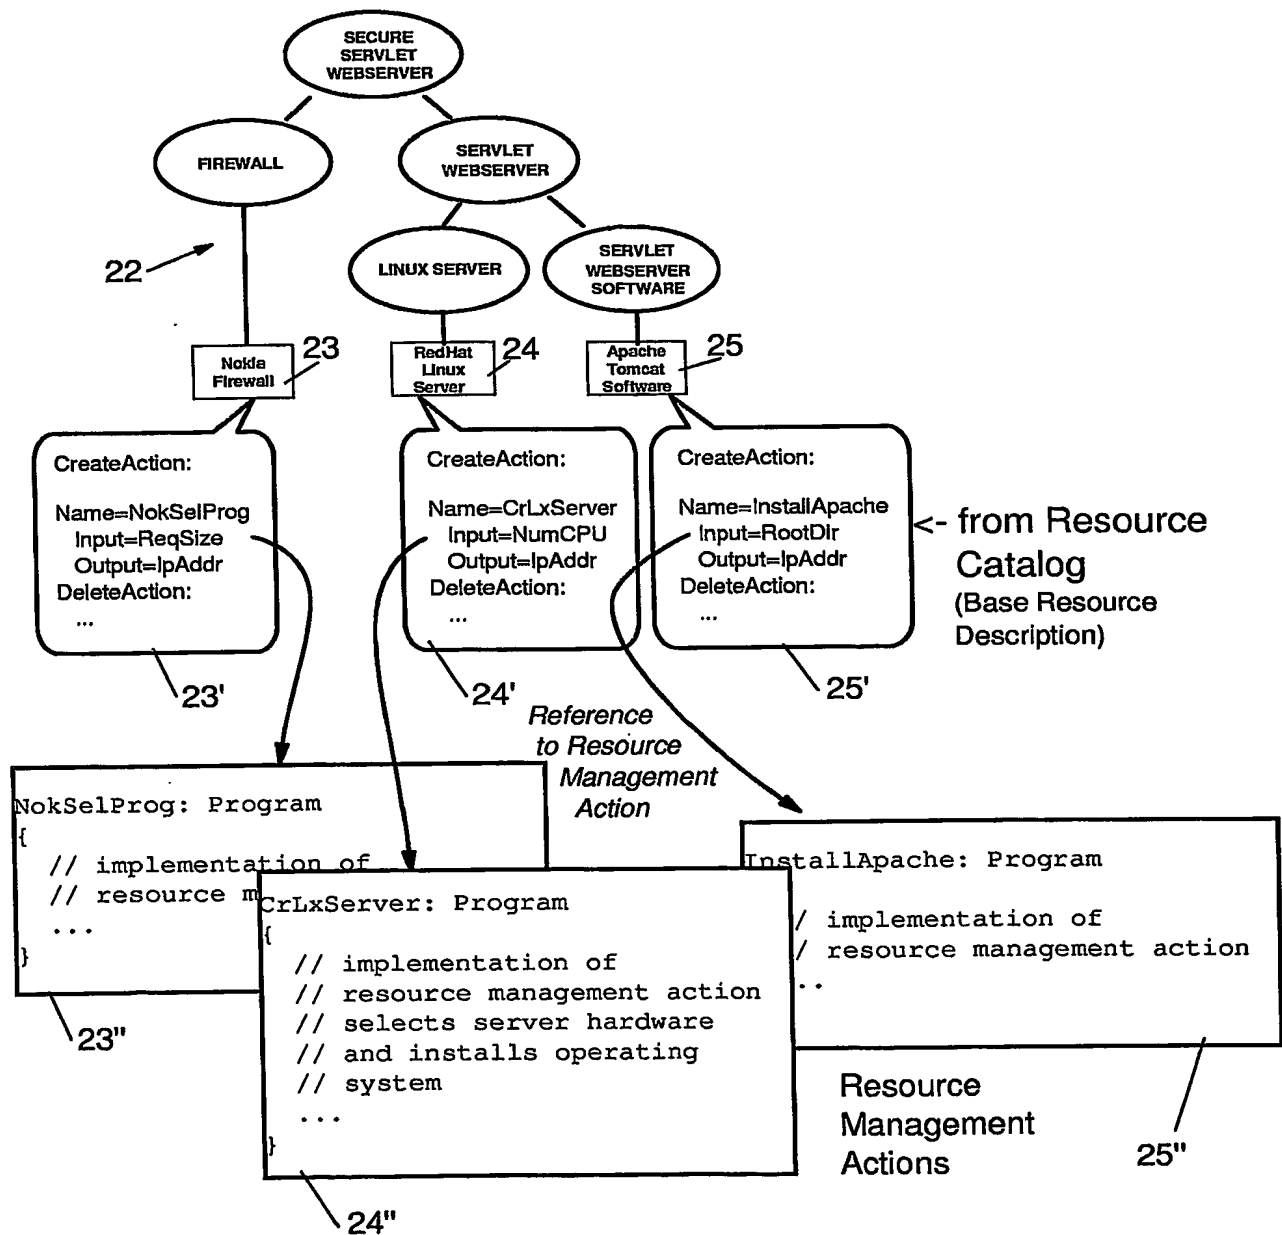 SECURE
SERVLET
WEBSERVER
FIREWALL
SERVLET
WEBSERVER
22
LINUX SERVER
SERVLET
WEBSERVER
SOFTWARE
Nokia
Firewall
23
RedHat
Linux
Server
24
Apache
Tomcat
Software
25
CreateAction:
Name=NokSelProg
Input=ReqSize
Output=IpAddr
DeleteAction:
...
23'
CreateAction:
Name=CrLxServer
Input=NumCPU
Output=IpAddr
DeleteAction:
...
24'
CreateAction:
Name=InstallApache
Input=RootDir
Output=IpAddr
DeleteAction:
...
25'
<- from Resource
Catalog
(Base Resource
Description)
Reference
to Resource
Management
Action
NokSelProg: Program
{
// implementation of
// resource m
...
}
23"
CrLxServer: Program
{
// implementation of
// resource management action
// selects server hardware
// and installs operating
// system
...
}
24"
InstallApache: Program
/ implementation of
/ resource management action
..
25"
Resource
Management
Actions